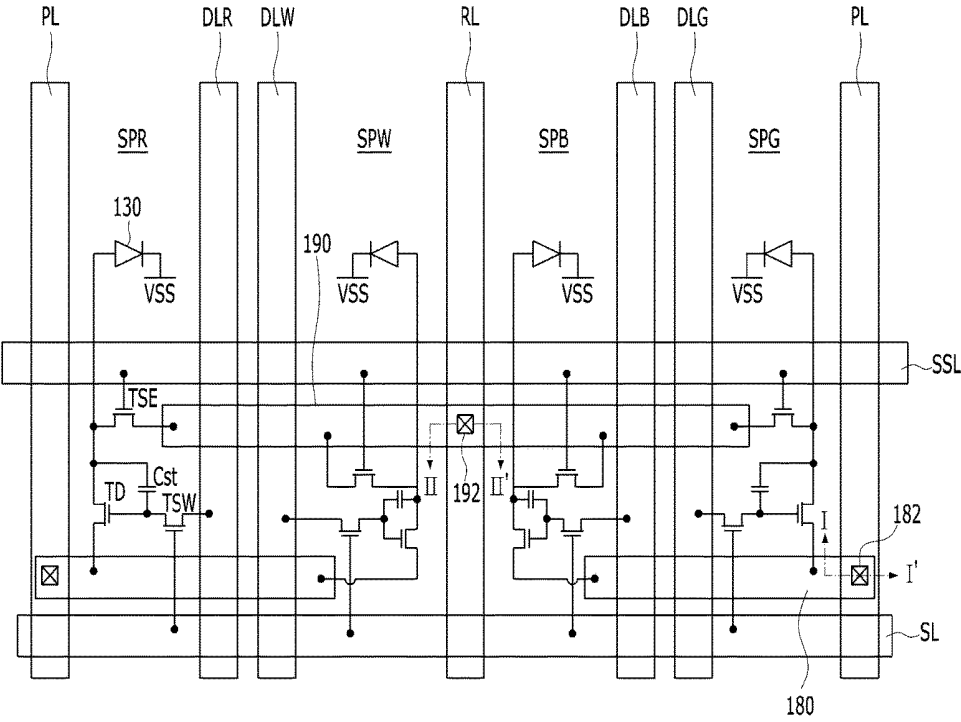 PL DLR DLW RL DLB DLG PL
SPR SPW SPB SPG
130
190
VSS VSS VSS VSS
SSL
TSE
II II'
192
Cst
TD
TSW
I
182
I'
SL
180